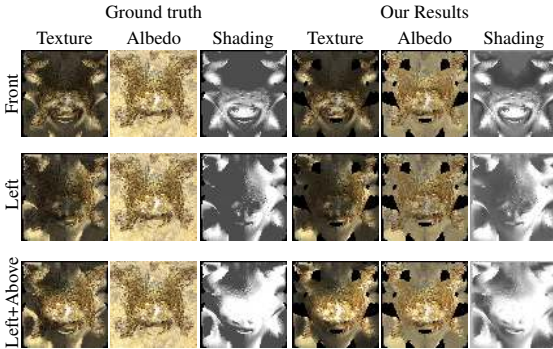 Ground truth Our Results
Texture Albedo Shading Texture Albedo Shading
Front
Left
Left+Above